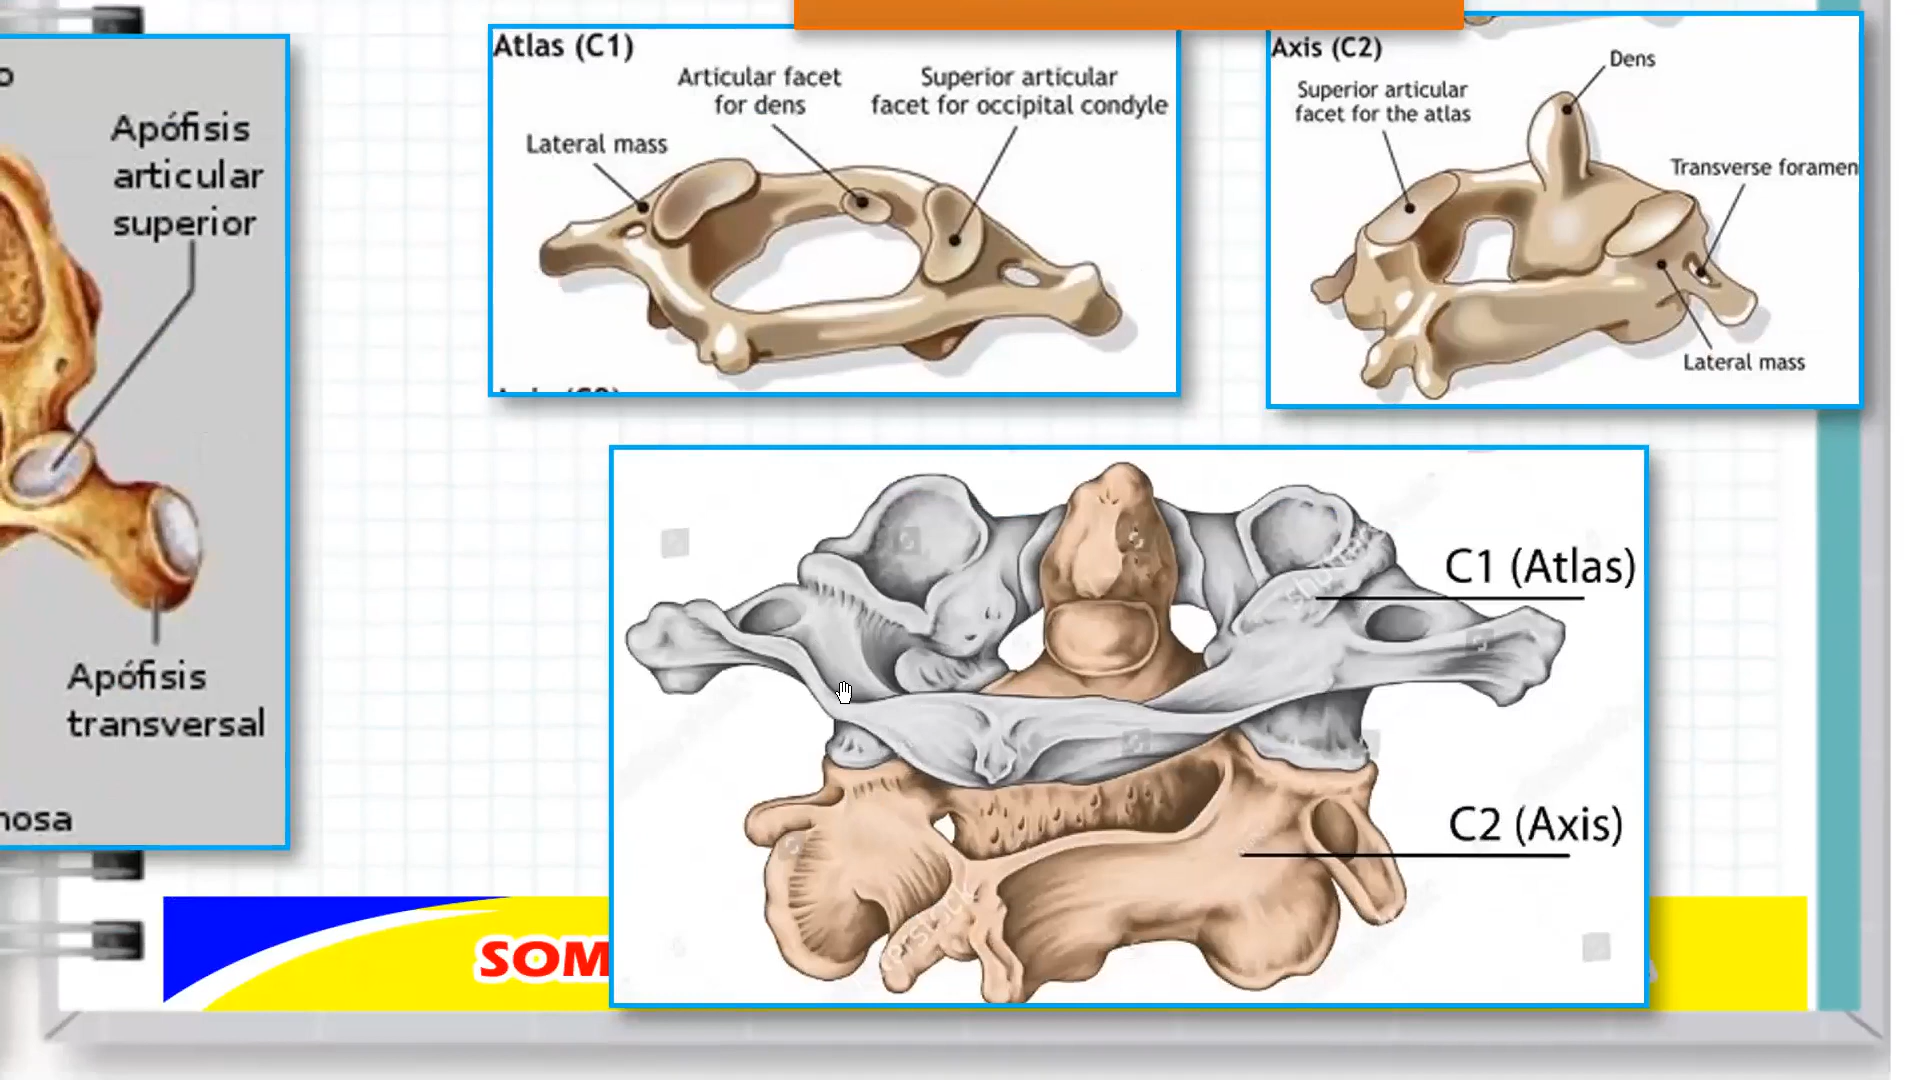 Apófisis
articular
superior
Apófisis
transversal
nosa
Atlas (C1)
Articular facet
for dens
Superior articular
facet for occipital condyle
Lateral mass
Axis (C2)
Dens
Superior articular
facet for the atlas
Transverse foramen
Lateral mass
C1 (Atlas)
C2 (Axis)
SOM